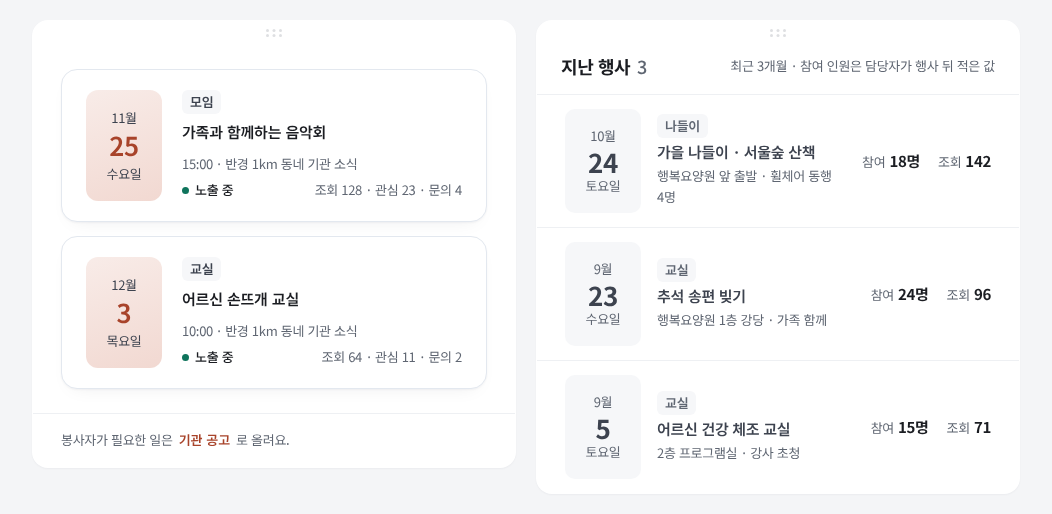 11월
25
수요일
모임
가족과 함께하는 음악회
15:00 · 반경 1km 동네 기관 소식
노출 중
조회 128 · 관심 23 · 문의 4
12월
3
목요일
교실
어르신 손뜨개 교실
10:00 · 반경 1km 동네 기관 소식
노출 중
조회 64 · 관심 11 · 문의 2
봉사자가 필요한 일은 기관 공고 로 올려요.
지난 행사 3
최근 3개월 · 참여 인원은 담당자가 행사 뒤 적은 값
10월
24
토요일
나들이
가을 나들이 · 서울숲 산책
행복요양원 앞 출발 · 휠체어 동행
4명
참여 18명 조회 142
9월
23
수요일
교실
추석 송편 빚기
행복요양원 1층 강당 · 가족 함께
참여 24명 조회 96
9월
5
토요일
교실
어르신 건강 체조 교실
2층 프로그램실 · 강사 초청
참여 15명 조회 71